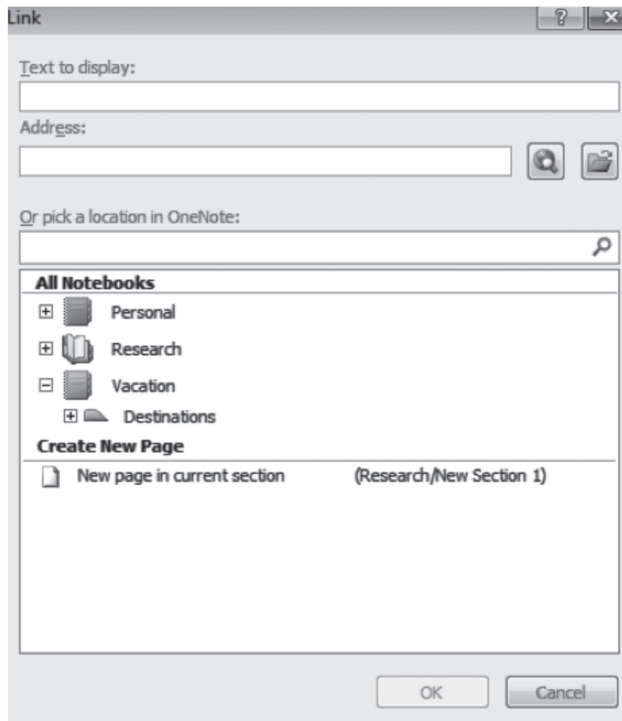 Link
Text to display:
Address:
Or pick a location in OneNote:
All Notebooks
Personal
Research
Vacation
Destinations
Create New Page
New page in current section (Research/New Section 1)
OK Cancel